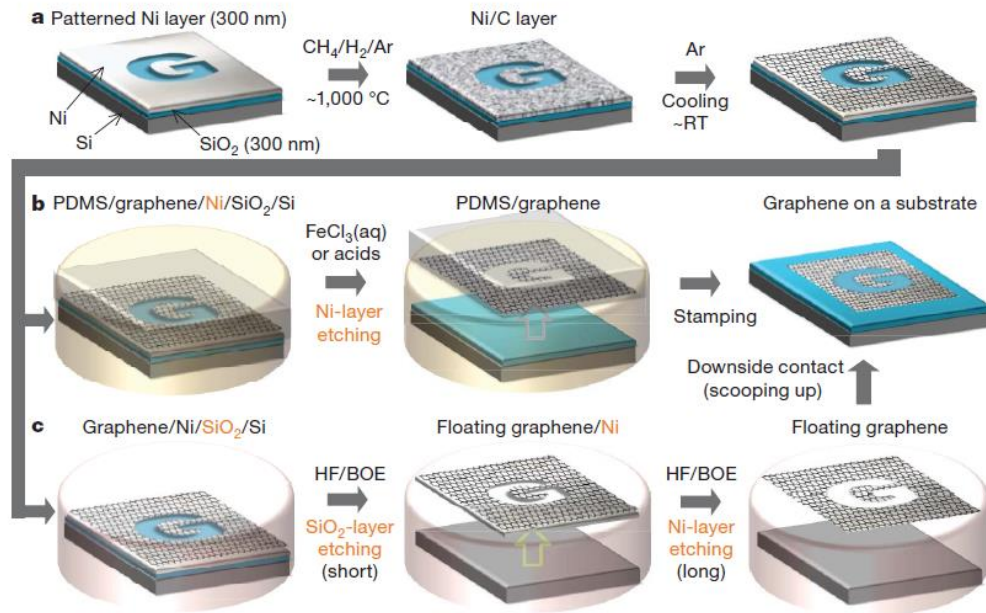 a Patterned Ni layer (300 nm)
Ni/C layer
CH₄/H₂/Ar
~1,000 °C
Ar
Cooling
~RT
Ni
Si
SiO₂ (300 nm)
b PDMS/graphene/Ni/SiO₂/Si
PDMS/graphene
Graphene on a substrate
FeCl₃(aq)
or acids
Ni-layer
etching
Stamping
Downside contact
(scooping up)
c Graphene/Ni/SiO₂/Si
Floating graphene/Ni
Floating graphene
HF/BOE
SiO₂-layer
etching
(short)
HF/BOE
Ni-layer
etching
(long)
G
G
G
G
G
G
G
G
G